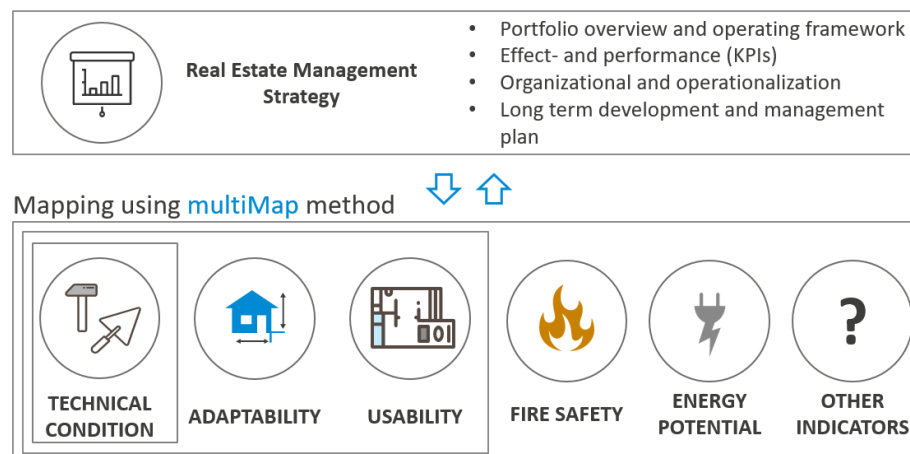 Real Estate Management
Strategy
• Portfolio overview and operating framework
• Effect- and performance (KPIs)
• Organizational and operationalization
• Long term development and management
plan
Mapping using multiMap method
TECHNICAL
CONDITION
ADAPTABILITY
USABILITY
FIRE SAFETY
ENERGY
POTENTIAL
?
OTHER
INDICATORS